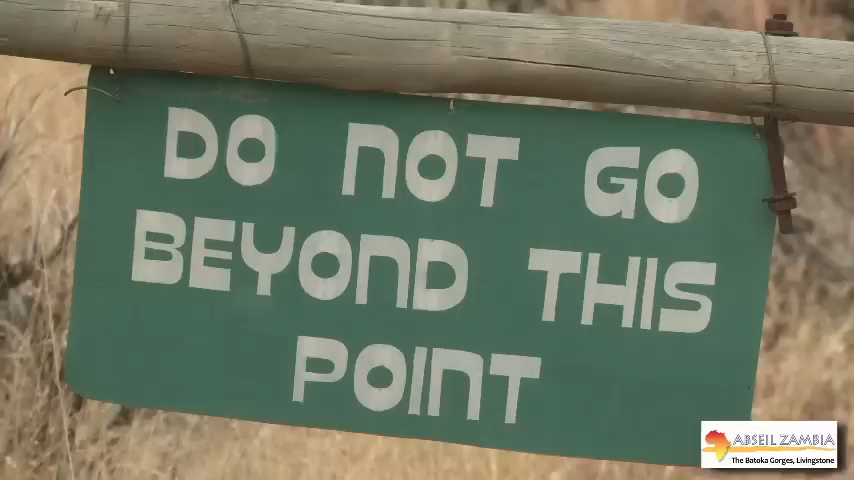 DO NOT GO
BEYOND THIS
POINT
ABSEIL ZAMBIA
The Batoka Gorges, Livingstone